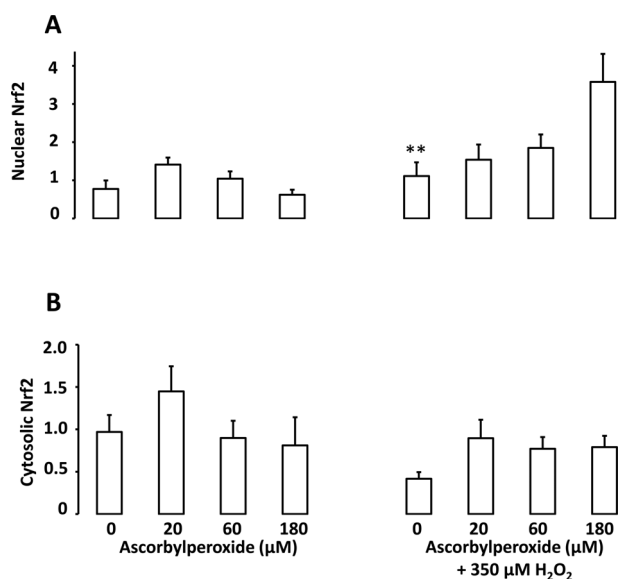 A
Nuclear Nrf2
4
3
2
1
0
**
B
Cytosolic Nrf2
2.0
1.5
1.0
0.5
0
0 20 60 180 0 20 60 180
Ascorbylperoxide (µM) Ascorbylperoxide (µM)
+ 350 µM H₂O₂